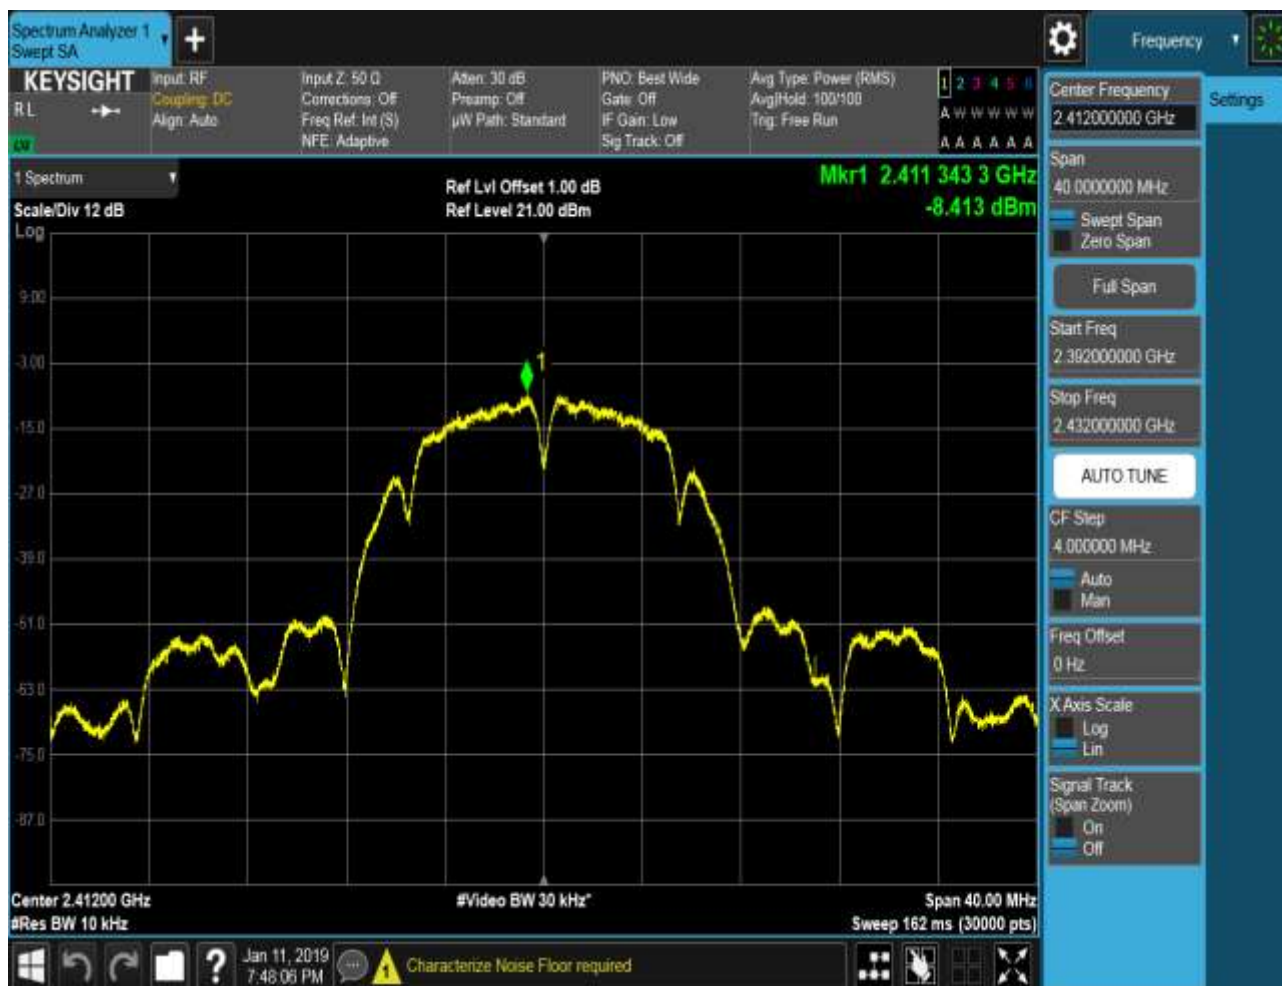 Spectrum Analyzer 1
Swept SA
Frequency
KEYSIGHT
RL
Input: RF
Coupling: DC
Align: Auto
Input Z: 50 Ω
Corrections: Off
Freq Ref: Int (S)
NFE: Adaptive
Atten: 30 dB
Preamp: Off
µW Path: Standard
PNO: Best Wide
Gate: Off
IF Gain: Low
Sig Track: Off
Avg Type: Power (RMS)
Avg|Hold: 100/100
Trig: Free Run
1 2 3 4 5 6
A W W W W W
A A A A A A
Center Frequency
2.412000000 GHz
Settings
Span
40.0000000 MHz
Swept Span
Zero Span
Full Span
Start Freq
2.392000000 GHz
Stop Freq
2.432000000 GHz
AUTO TUNE
CF Step
4.000000 MHz
Auto
Man
Freq Offset
0 Hz
X Axis Scale
Log
Lin
Signal Track
(Span Zoom)
On
Off
1 Spectrum
Scale/Div 12 dB
Log
Ref Lvl Offset 1.00 dB
Ref Level 21.00 dBm
Mkr1 2.411 343 3 GHz
-8.413 dBm
9.00
-3.00
-15.0
-27.0
-39.0
-51.0
-63.0
-75.0
-87.0
1
Center 2.41200 GHz
#Res BW 10 kHz
#Video BW 30 kHz*
Span 40.00 MHz
Sweep 162 ms (30000 pts)
?
Jan 11, 2019
7:48:06 PM
1
Characterize Noise Floor required